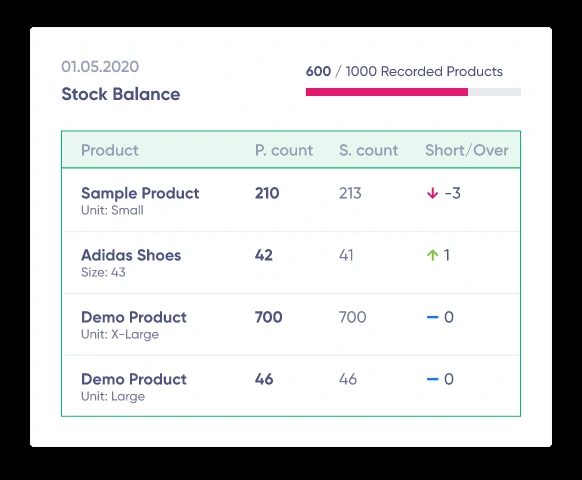 01.05.2020
Stock Balance
600 / 1000 Recorded Products
Product P. count S. count Short/Over
Sample Product 210 213 -3
Unit: Small
Adidas Shoes 42 41 1
Size: 43
Demo Product 700 700 0
Unit: X-Large
Demo Product 46 46 0
Unit: Large